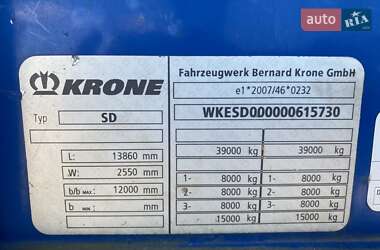 auto RIA
KRONE
Fahrzeugwerk Bernard Krone GmbH
e1*2007/46*0232
Typ SD
WKESD000000615730
39000 kg 39000 kg
L: 13860 mm
W: 2550 mm
b/b MAX.: 12000 mm
b MIN.: mm
1- 8000 kg 1- 8000 kg
2- 8000 kg 2- 8000 kg
3- 8000 kg 3- 8000 kg
15000 kg 15000 kg